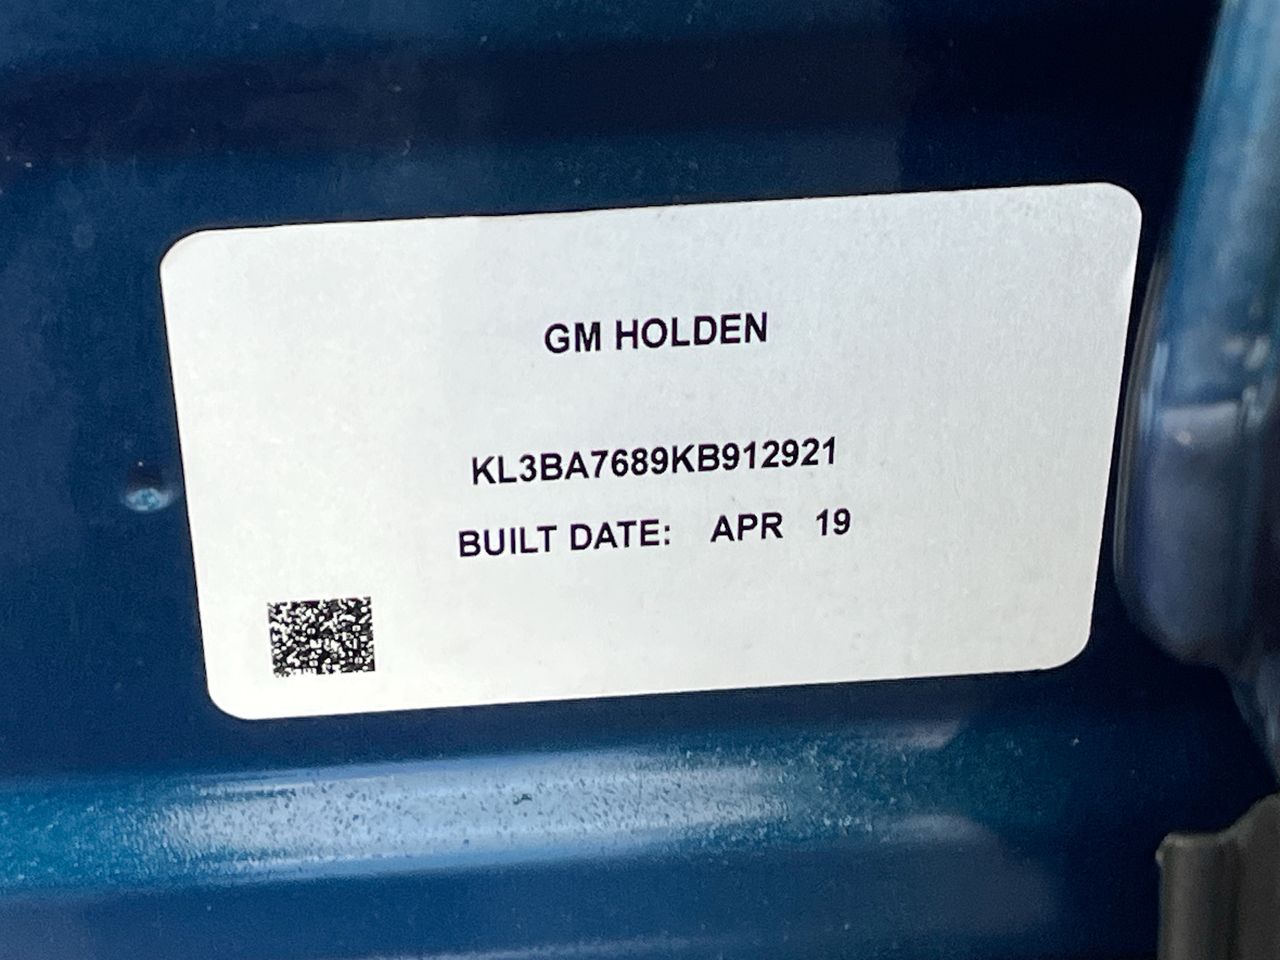 GM HOLDEN
KL3BA7689KB912921
BUILT DATE: APR 19